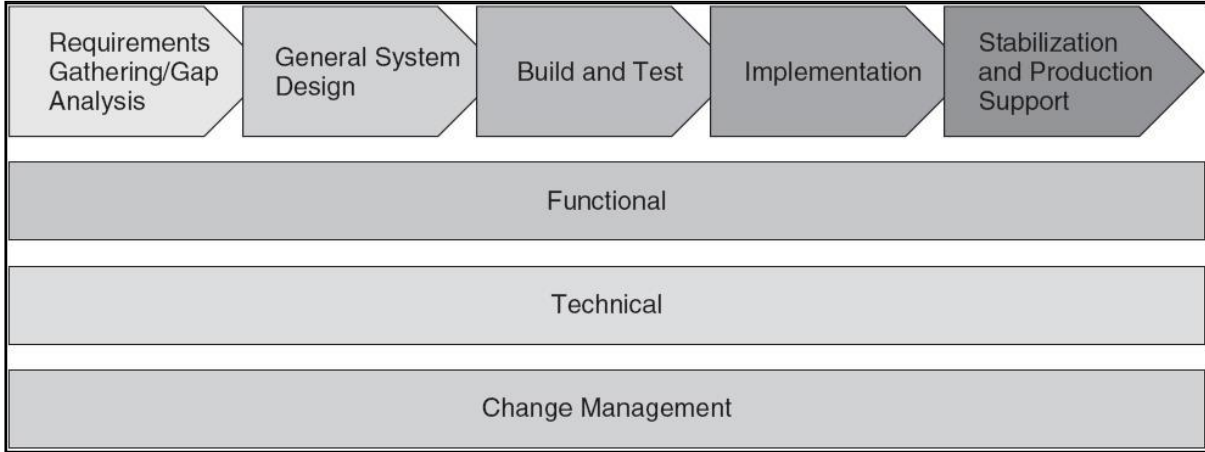 Requirements
Gathering/Gap
Analysis
General System
Design
Build and Test
Implementation
Stabilization
and Production
Support
Functional
Technical
Change Management